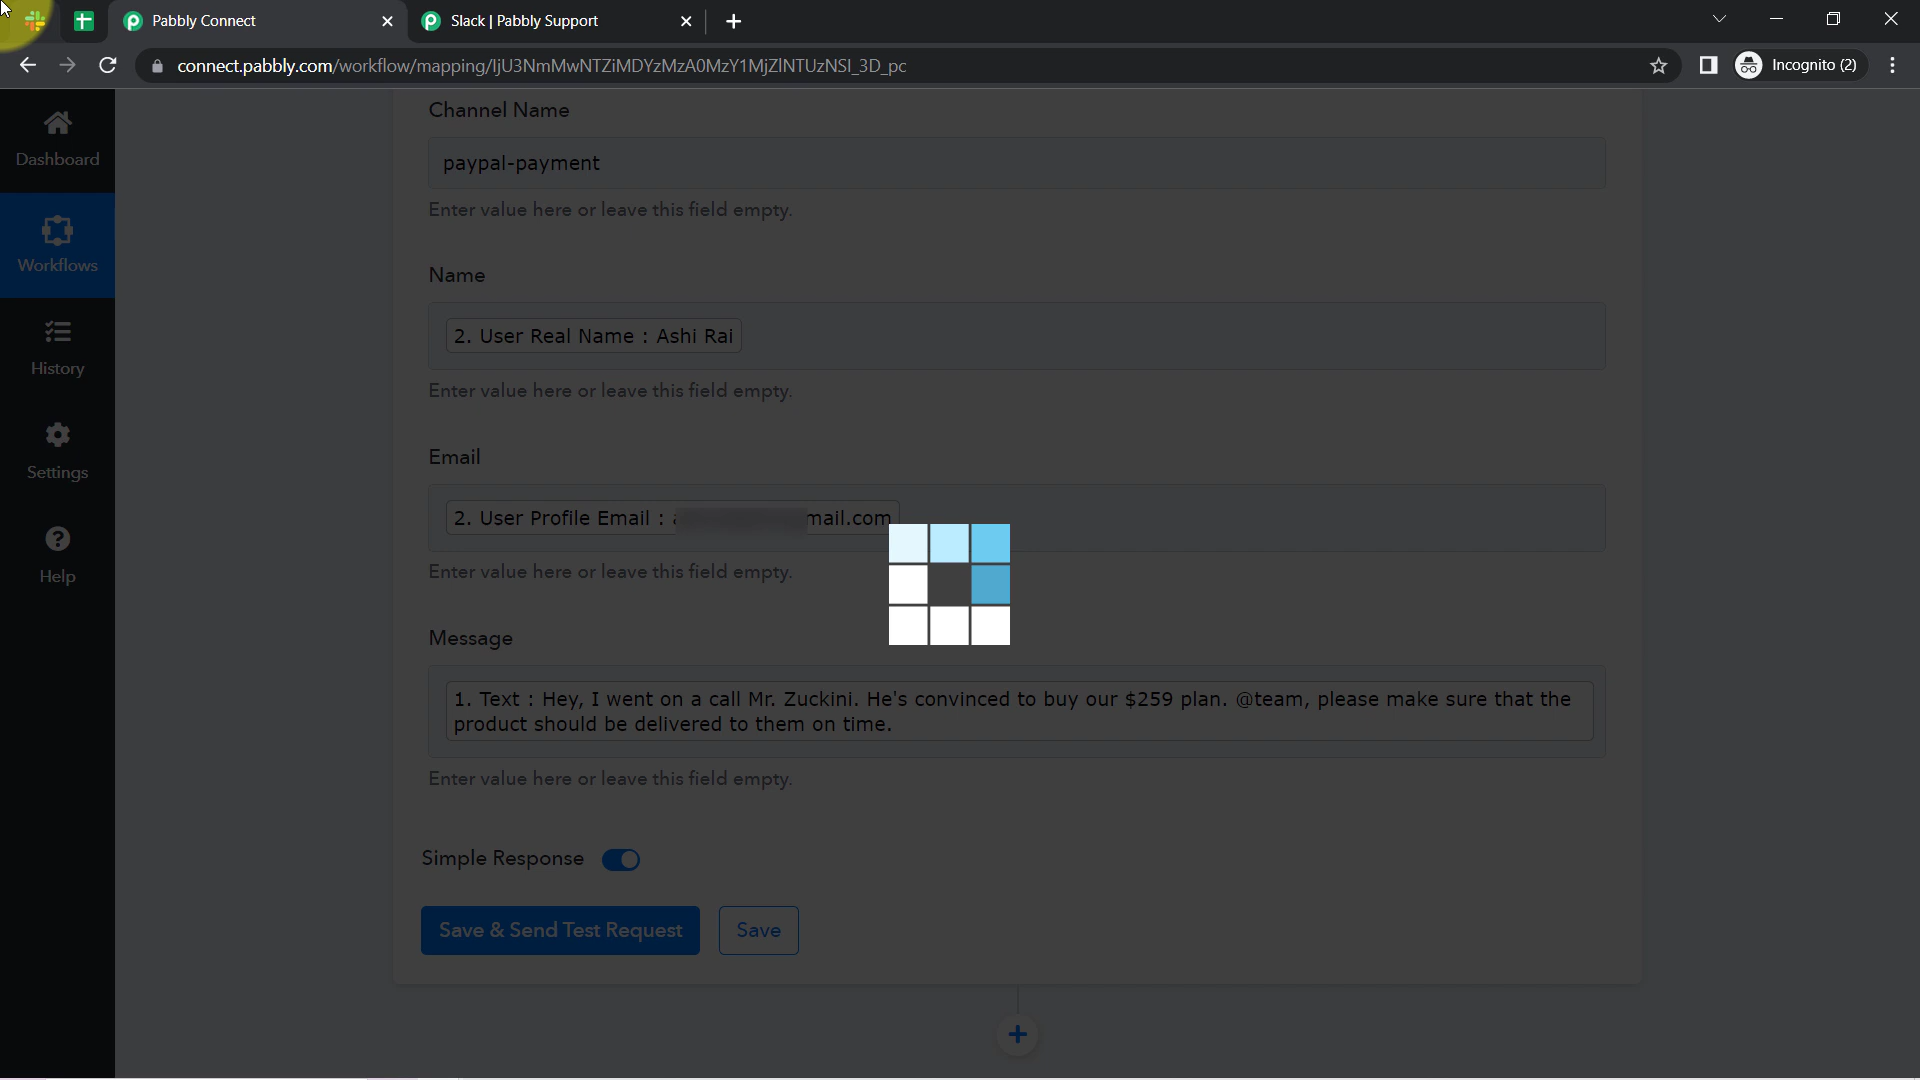 Pabbly Connect
Slack | Pabbly Support
connect.pabbly.com/workflow/mapping/IjU3NmMwNTZiMDYzMzA0MzY1MjZlNTUzNSI_3D_pc
Incognito (2)
Dashboard
Workflows
History
Settings
Help
Channel Name
paypal-payment
Enter value here or leave this field empty.
Name
2. User Real Name : Ashi Rai
Enter value here or leave this field empty.
Email
2. User Profile Email : mail.com
Enter value here or leave this field empty.
Message
1. Text : Hey, I went on a call Mr. Zuckini. He's convinced to buy our $259 plan. @team, please make sure that the
product should be delivered to them on time.
Enter value here or leave this field empty.
Simple Response
Save & Send Test Request
Save